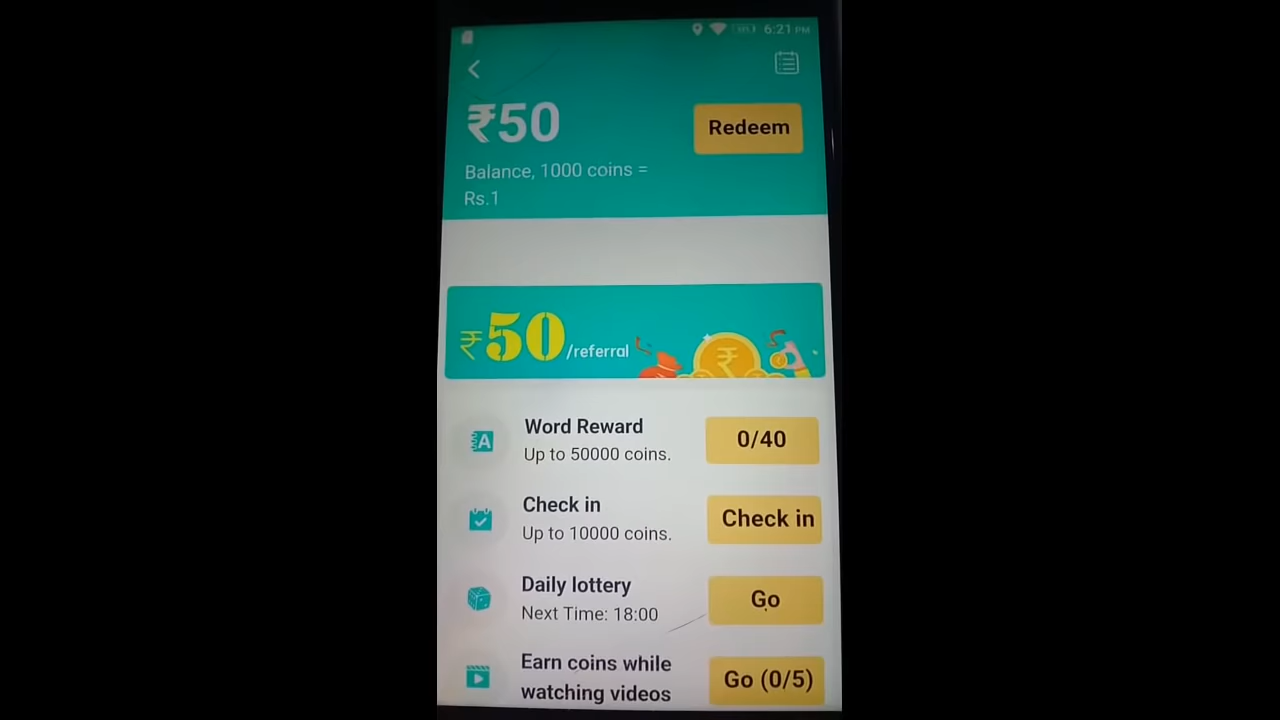 6:21 PM
₹50
Redeem
Balance, 1000 coins =
Rs.1
₹50/referral
Word Reward
Up to 50000 coins.
0/40
Check in
Up to 10000 coins.
Check in
Daily lottery
Next Time: 18:00
Go
Earn coins while
watching videos
Go (0/5)